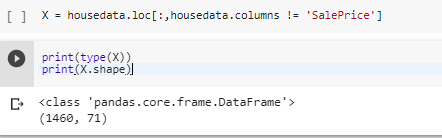 [ ] X = housedata.loc[:,housedata.columns != 'SalePrice']
print(type(X))
print(X.shape)
<class 'pandas.core.frame.DataFrame'>
(1460, 71)